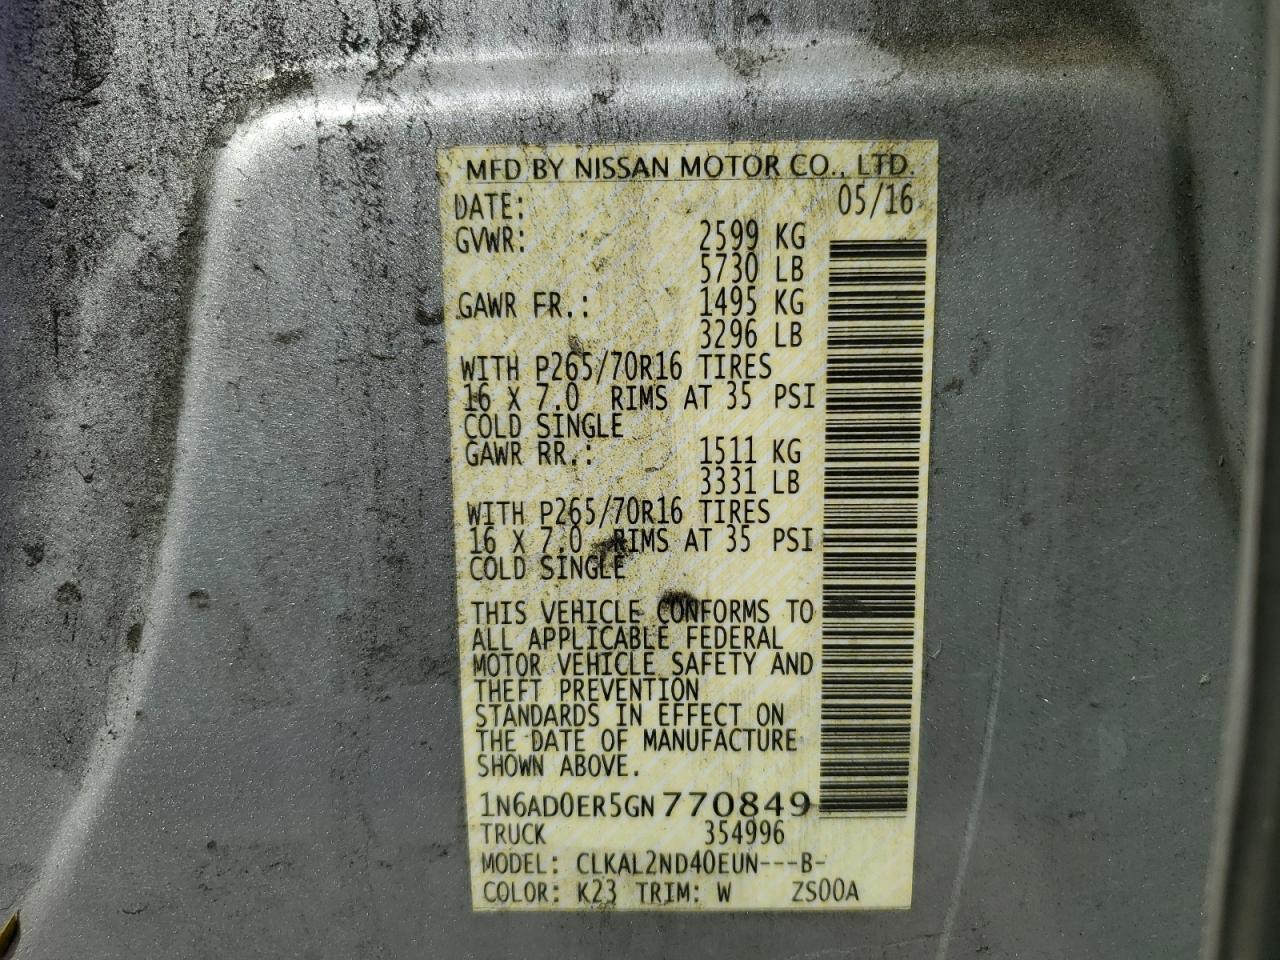 MFD BY NISSAN MOTOR CO., LTD.
DATE: 05/16
GVWR: 2599 KG
5730 LB
GAWR FR.: 1495 KG
3296 LB
WITH P265/70R16 TIRES
16 X 7.0 RIMS AT 35 PSI
COLD SINGLE
GAWR RR.: 1511 KG
3331 LB
WITH P265/70R16 TIRES
16 X 7.0 RIMS AT 35 PSI
COLD SINGLE
THIS VEHICLE CONFORMS TO
ALL APPLICABLE FEDERAL
MOTOR VEHICLE SAFETY AND
THEFT PREVENTION
STANDARDS IN EFFECT ON
THE DATE OF MANUFACTURE
SHOWN ABOVE.
1N6AD0ER5GN770849
TRUCK 354996
MODEL: CLKAL2ND40EUN---B-
COLOR: K23 TRIM: W ZS00A